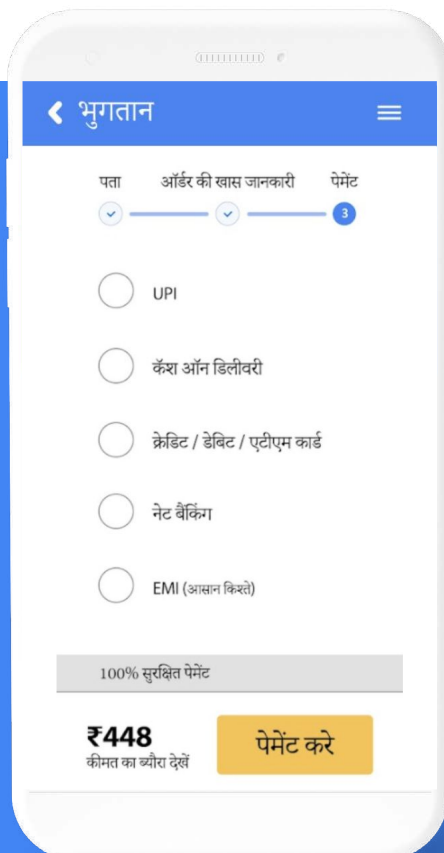 भुगतान
पता ऑर्डर की खास जानकारी पेमेंट
3
UPI
कॅश ऑन डिलीवरी
क्रेडिट / डेबिट / एटीएम कार्ड
नेट बैंकिंग
EMI (आसान किश्ते)
100% सुरक्षित पेमेंट
₹448
कीमत का ब्यौरा देखें
पेमेंट करे